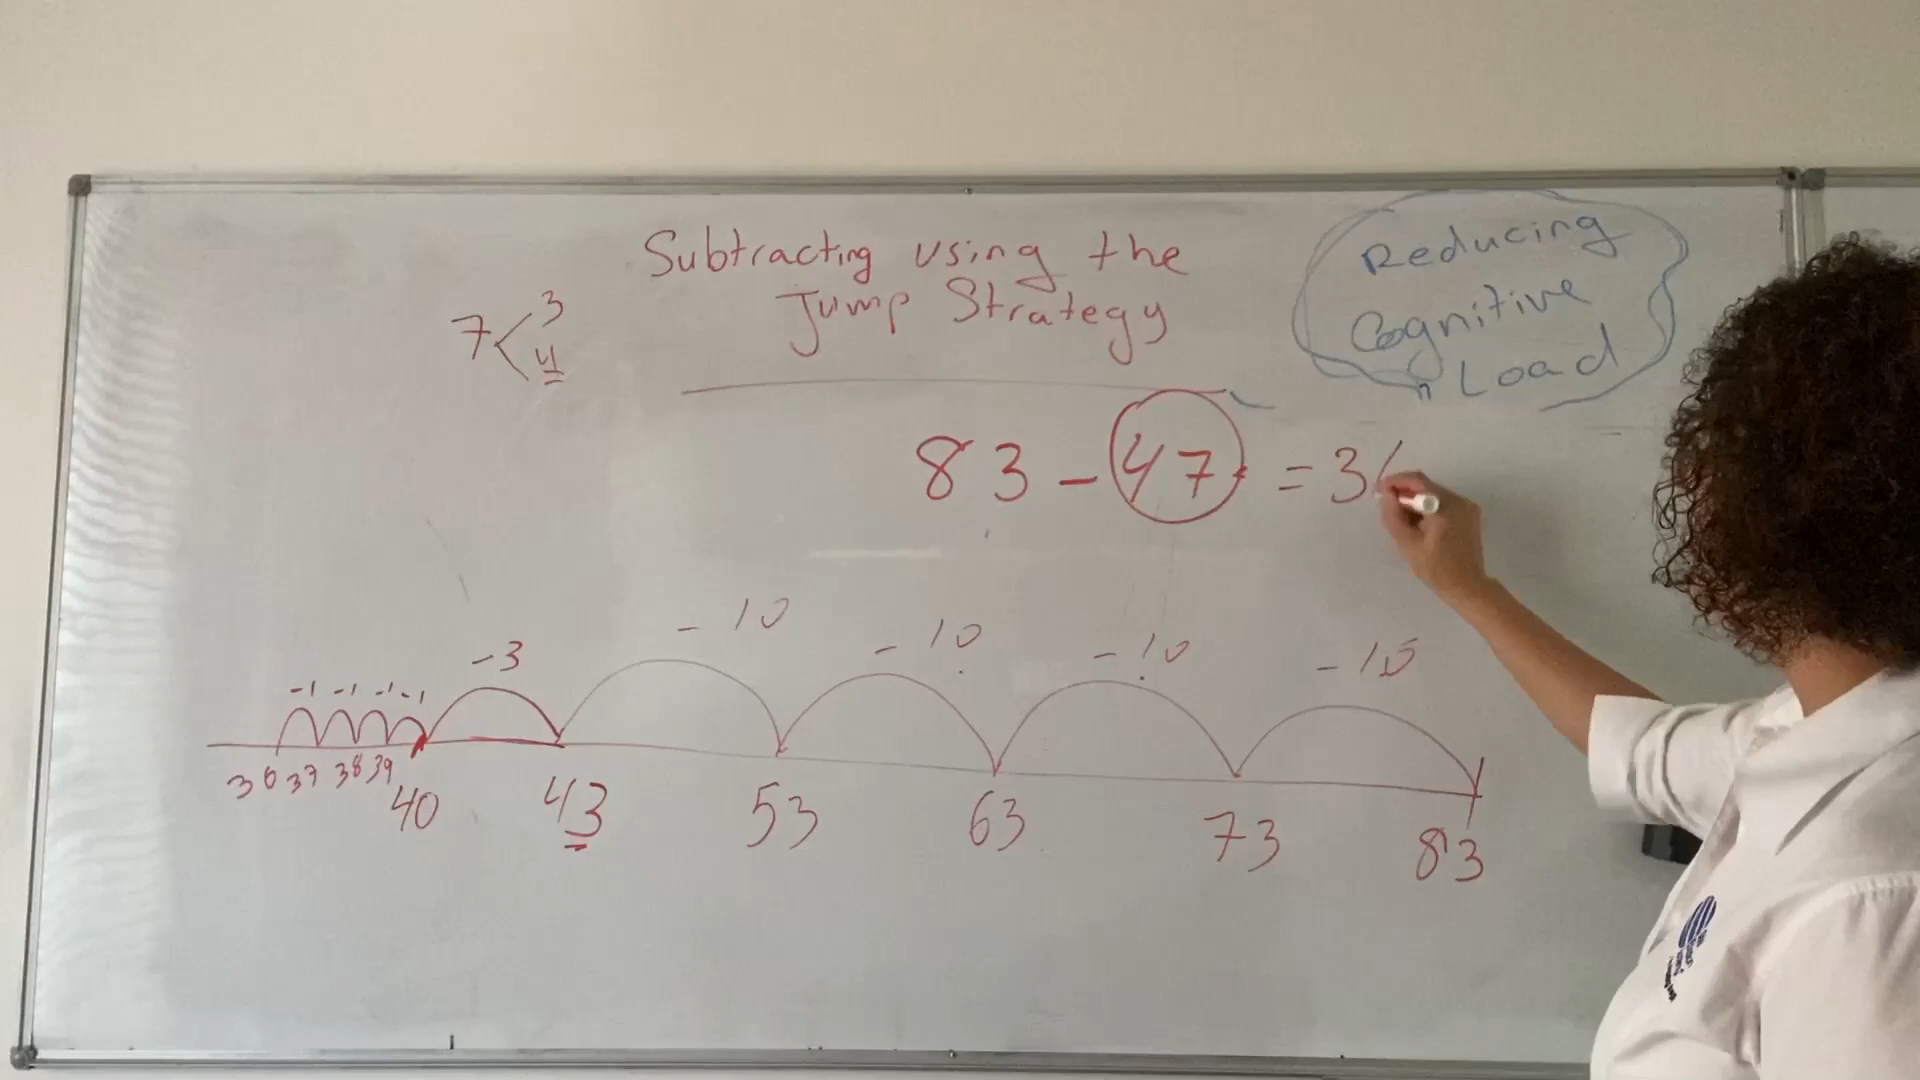 Subtracting using the
Jump Strategy
Reducing
Cognitive
Load
7 < 3
4
83 - 47 = 36
-1 -1 -1 -1 -3 -10 -10 -10 -10
36 37 38 39 40 43 53 63 73 83